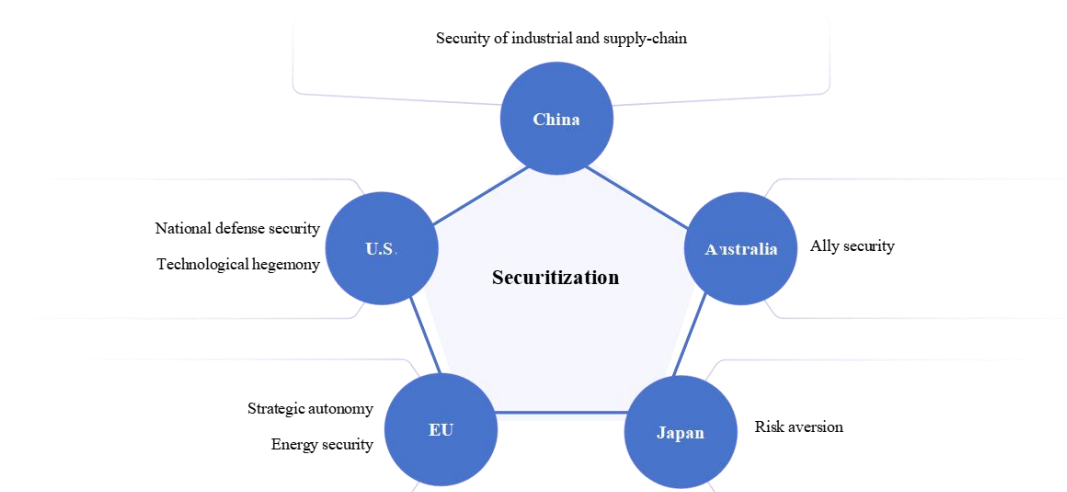 Security of industrial and supply-chain
China
National defense security
Technological hegemony
U.S.
Securitization
Australia
Ally security
Strategic autonomy
Energy security
EU
Japan
Risk aversion